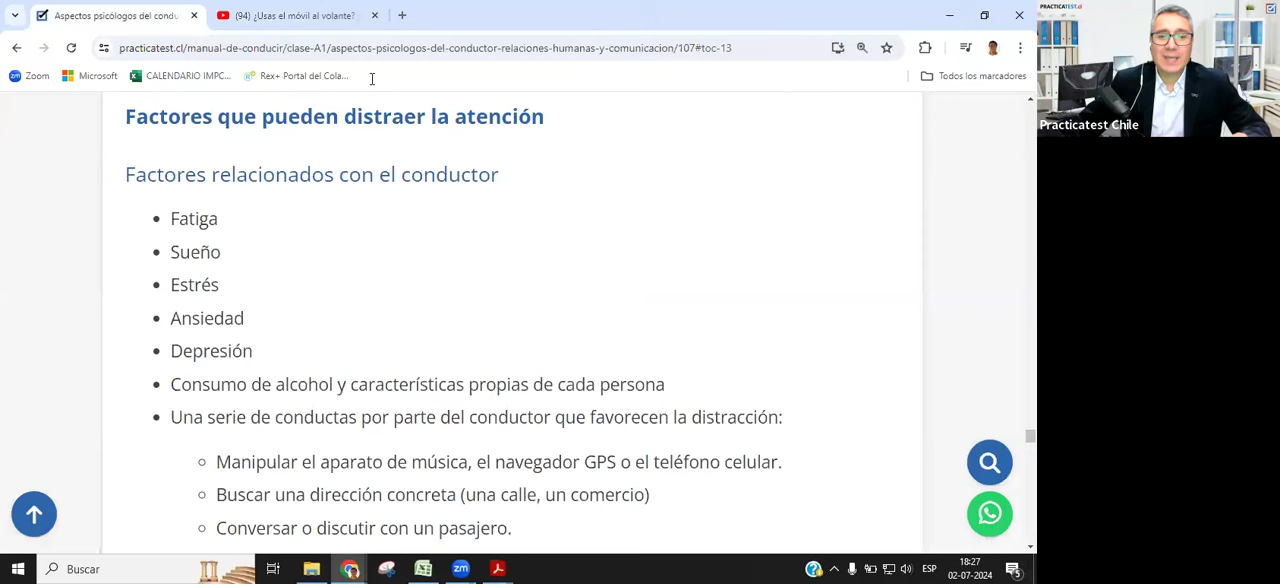 Aspectos psicólogos del condu
(94) ¿Usas el móvil al volante?
practicatest.cl/manual-de-conducir/clase-A1/aspectos-psicologos-del-conductor-relaciones-humanas-y-comunicacion/107#toc-13
Zoom
Microsoft
CALENDARIO IMPC...
Rex+ Portal del Cola...
Todos los marcadores
PRACTICATEST.cl
Practicatest Chile
Factores que pueden distraer la atención
Factores relacionados con el conductor
Fatiga
Sueño
Estrés
Ansiedad
Depresión
Consumo de alcohol y características propias de cada persona
Una serie de conductas por parte del conductor que favorecen la distracción:
Manipular el aparato de música, el navegador GPS o el teléfono celular.
Buscar una dirección concreta (una calle, un comercio)
Conversar o discutir con un pasajero.
Buscar
ESP
18:27
02-07-2024
5